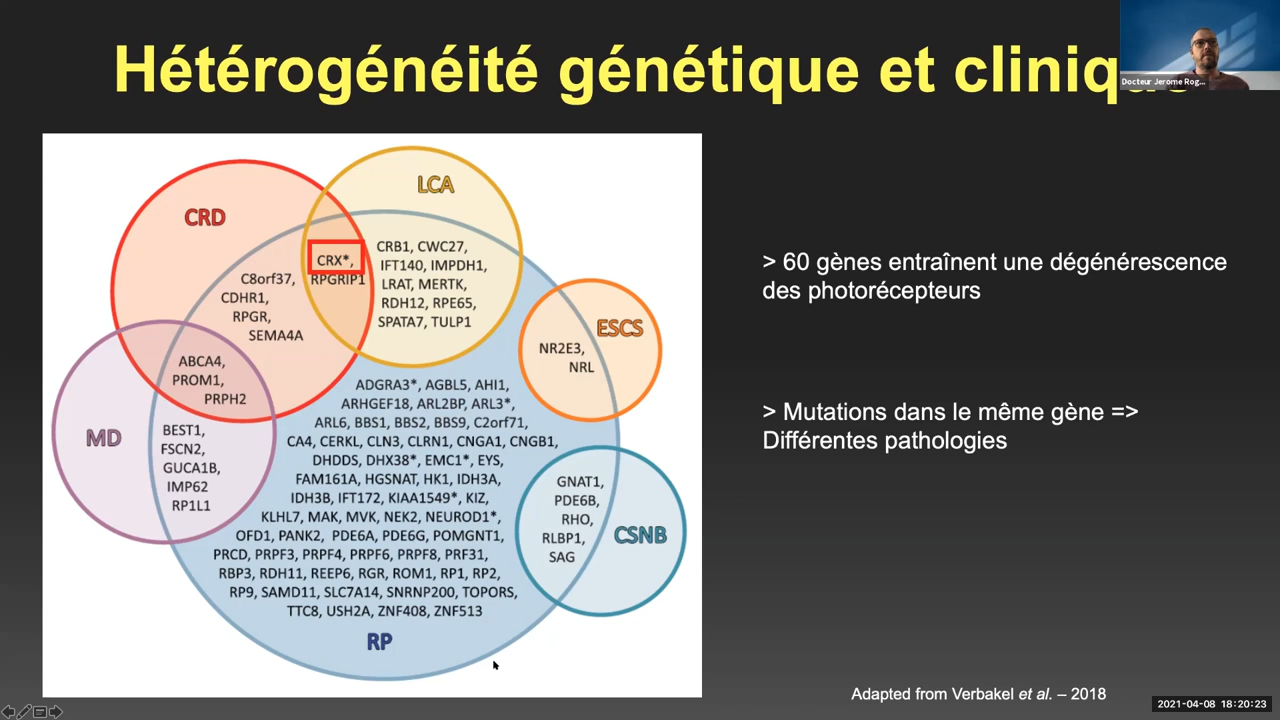 Hétérogénéité génétique et cliniq
Docteur Jerome Rog...
CRD
LCA
CRX*,
RPGRIP1
CRB1, CWC27,
IFT140, IMPDH1,
LRAT, MERTK,
RDH12, RPE65,
SPATA7, TULP1
C8orf37,
CDHR1,
RPGR,
SEMA4A
ESCS
NR2E3,
NRL
ABCA4,
PROM1,
PRPH2
MD
BEST1,
FSCN2,
GUCA1B,
IMP62
RP1L1
ADGRA3*, AGBL5, AHI1,
ARHGEF18, ARL2BP, ARL3*,
ARL6, BBS1, BBS2, BBS9, C2orf71,
CA4, CERKL, CLN3, CLRN1, CNGA1, CNGB1,
DHDDS, DHX38*, EMC1*, EYS,
FAM161A, HGSNAT, HK1, IDH3A,
IDH3B, IFT172, KIAA1549*, KIZ,
KLHL7, MAK, MVK, NEK2, NEUROD1*,
OFD1, PANK2, PDE6A, PDE6G, POMGNT1,
PRCD, PRPF3, PRPF4, PRPF6, PRPF8, PRF31,
RBP3, RDH11, REEP6, RGR, ROM1, RP1, RP2,
RP9, SAMD11, SLC7A14, SNRNP200, TOPORS,
TTC8, USH2A, ZNF408, ZNF513
RP
GNAT1,
PDE6B,
RHO,
RLBP1,
SAG
CSNB
> 60 gènes entraînent une dégénérescence
des photorécepteurs
> Mutations dans le même gène =>
Différentes pathologies
Adapted from Verbakel et al. – 2018
2021-04-08 18:20:23